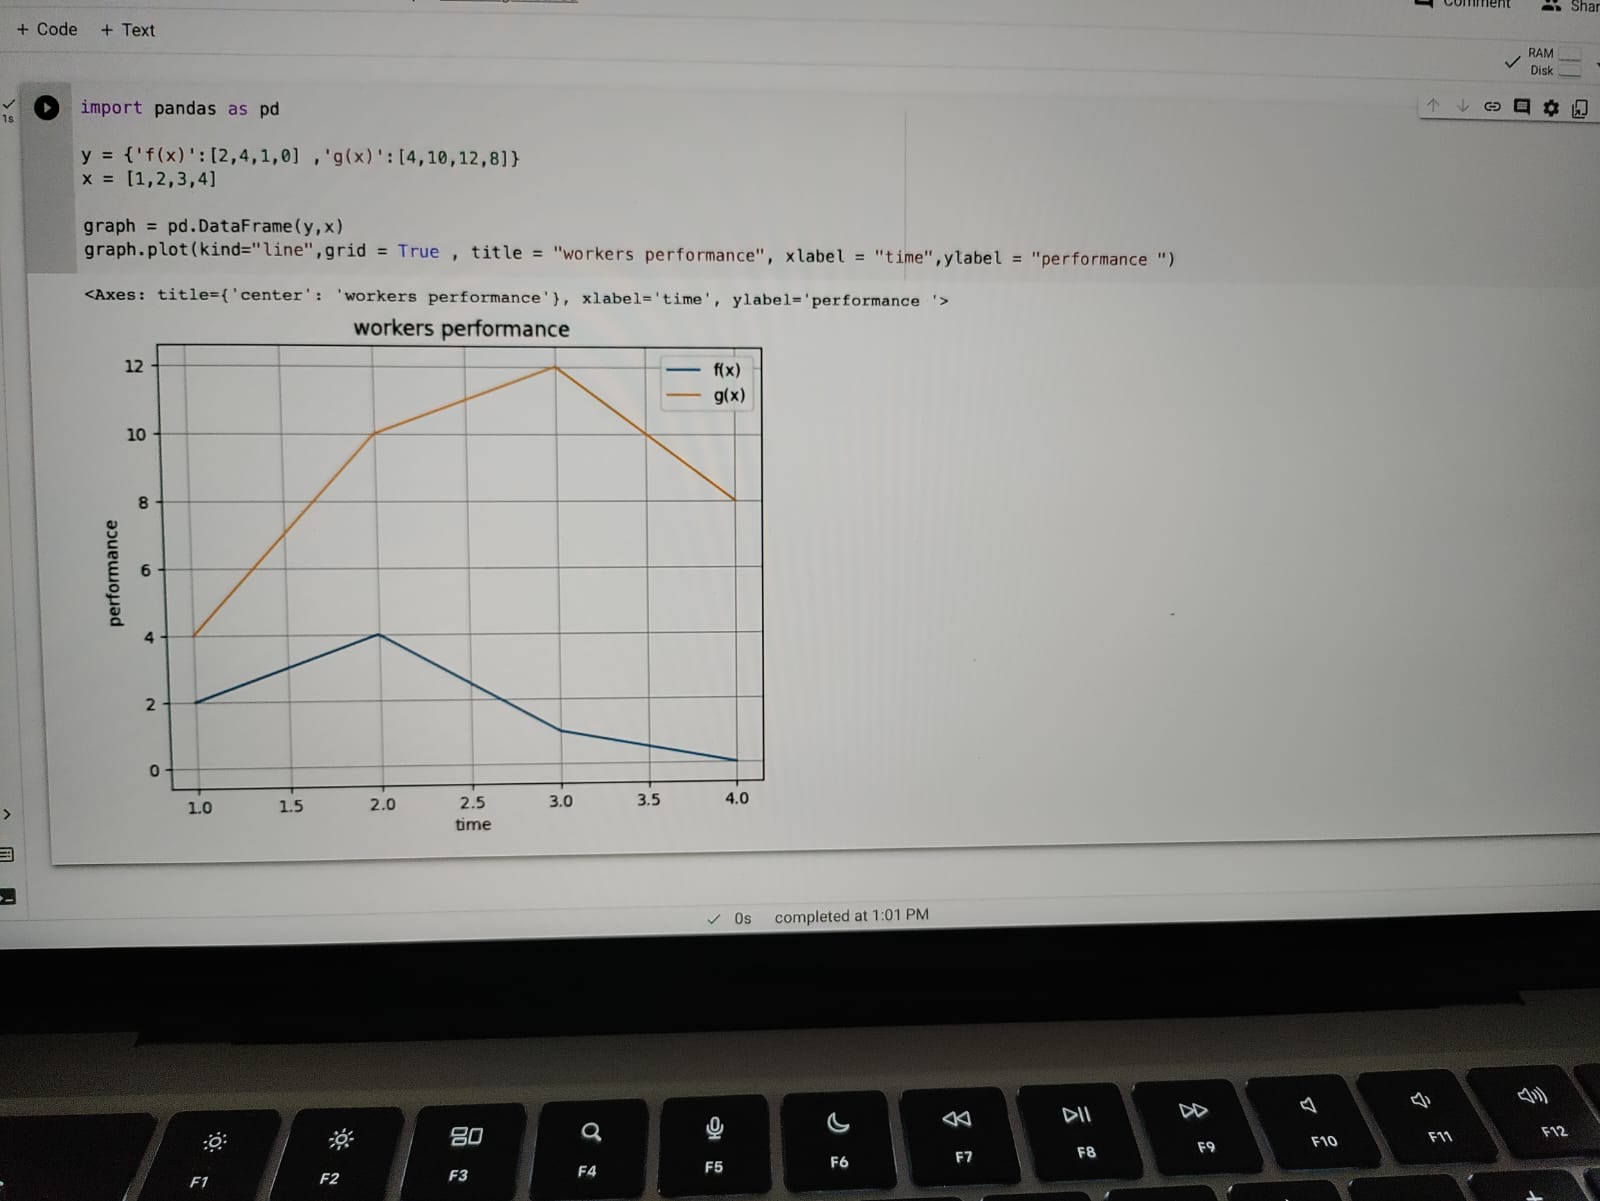 + Code + Text
Comment
RAM
Disk
1s
import pandas as pd
y = {'f(x)':[2,4,1,0] ,'g(x)':[4,10,12,8]}
x = [1,2,3,4]
graph = pd.DataFrame(y,x)
graph.plot(kind="line",grid = True , title = "workers performance", xlabel = "time",ylabel = "performance ")
<Axes: title={'center': 'workers performance'}, xlabel='time', ylabel='performance '>
workers performance
f(x)
g(x)
12
10
8
6
4
2
0
performance
1.0 1.5 2.0 2.5 3.0 3.5 4.0
time
0s completed at 1:01 PM
F1 F2 F3 F4 F5 F6 F7 F8 F9 F10 F11 F12